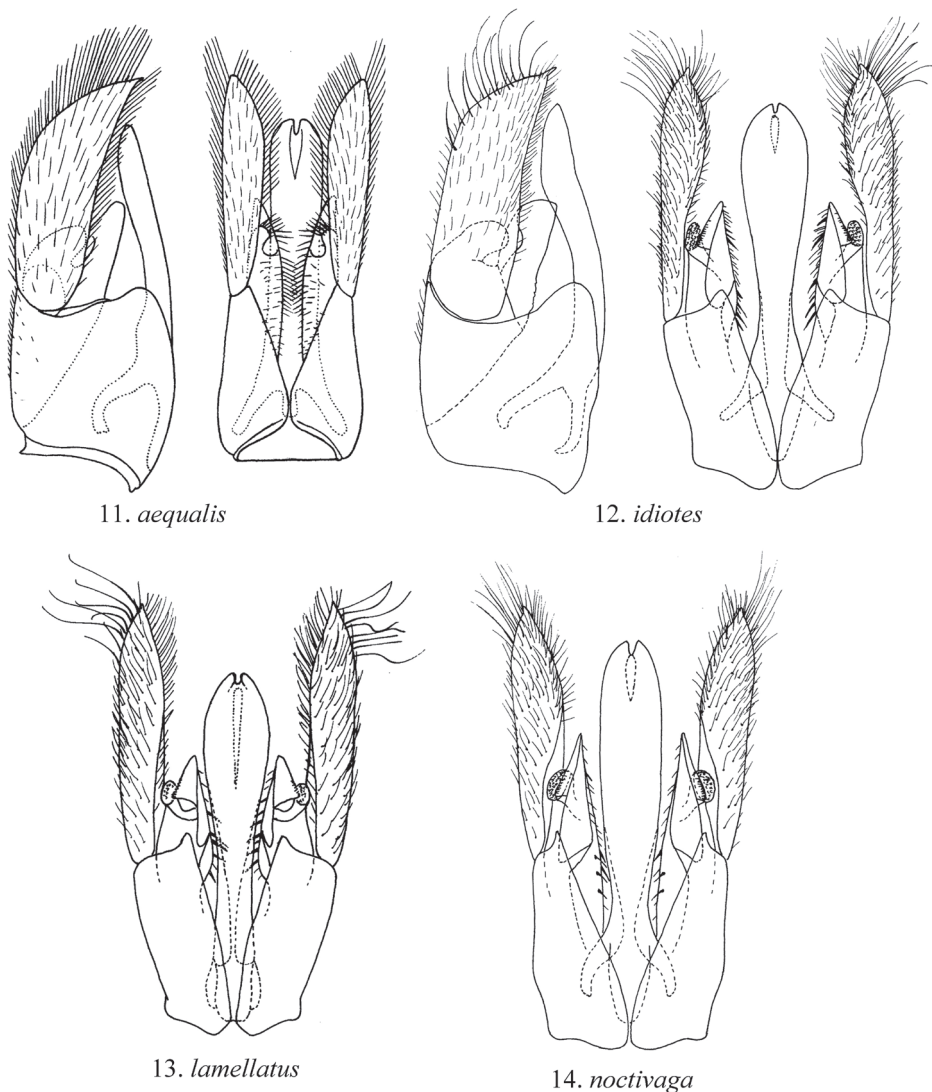 11. aequalis
12. idiotes
13. lamellatus
14. noctivaga